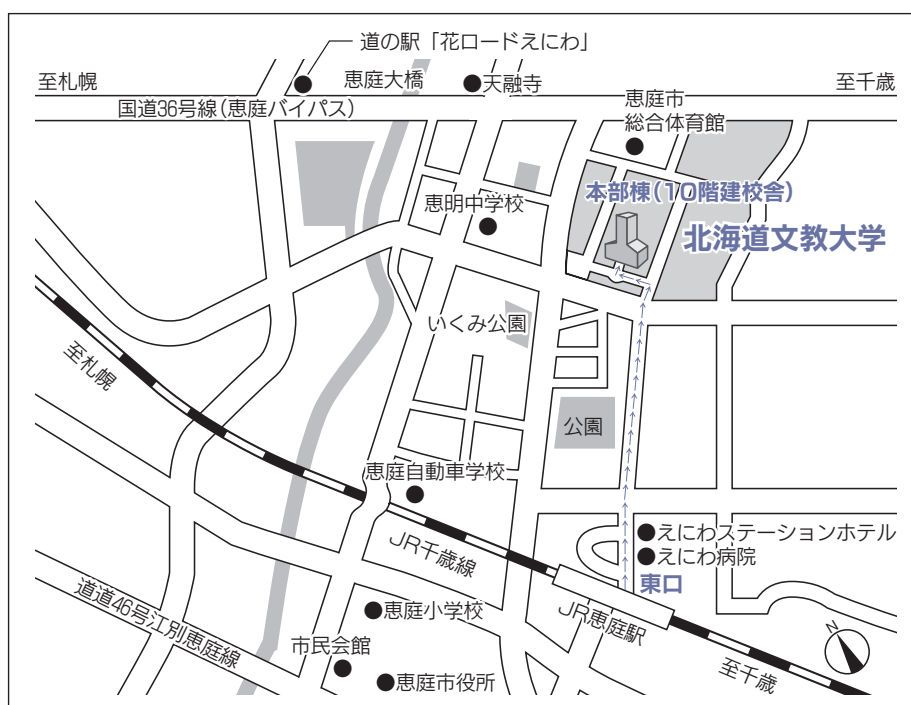 道の駅「花ロードえにわ」
至札幌
恵庭大橋
天融寺
至千歳
国道36号線(恵庭バイパス)
恵庭市
総合体育館
本部棟(10階建校舎)
恵明中学校
北海道文教大学
いくみ公園
至札幌
公園
恵庭自動車学校
えにわステーションホテル
JR千歳線
えにわ病院
東口
道道46号江別恵庭線
恵庭小学校
JR恵庭駅
市民会館
恵庭市役所
至千歳
N